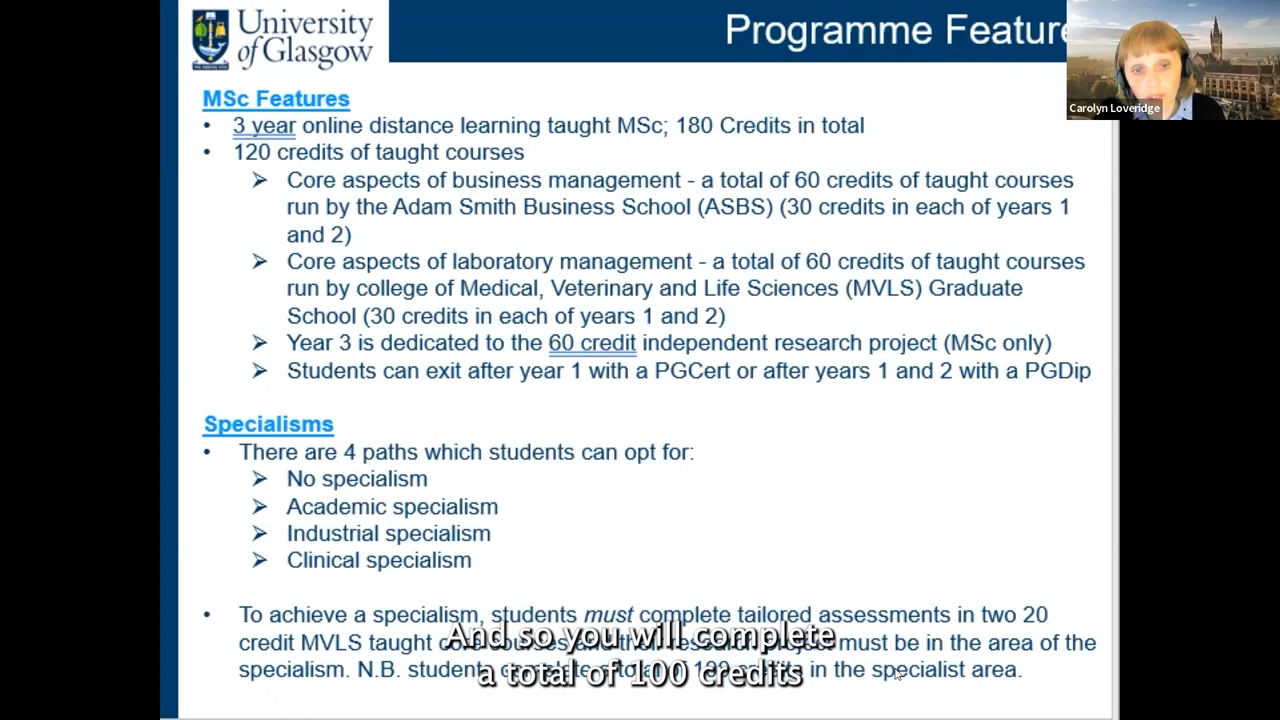 University
of Glasgow
Programme Feature
Carolyn Loveridge
MSc Features
• 3 year online distance learning taught MSc; 180 Credits in total
• 120 credits of taught courses
➢ Core aspects of business management - a total of 60 credits of taught courses
run by the Adam Smith Business School (ASBS) (30 credits in each of years 1
and 2)
➢ Core aspects of laboratory management - a total of 60 credits of taught courses
run by college of Medical, Veterinary and Life Sciences (MVLS) Graduate
School (30 credits in each of years 1 and 2)
➢ Year 3 is dedicated to the 60 credit independent research project (MSc only)
➢ Students can exit after year 1 with a PGCert or after years 1 and 2 with a PGDip
Specialisms
• There are 4 paths which students can opt for:
➢ No specialism
➢ Academic specialism
➢ Industrial specialism
➢ Clinical specialism
• To achieve a specialism, students must complete tailored assessments in two 20
credit MVLS taught must be in the area of the
specialism. N.B. in the specialist area.
And so you will complete
a total of 100 credits